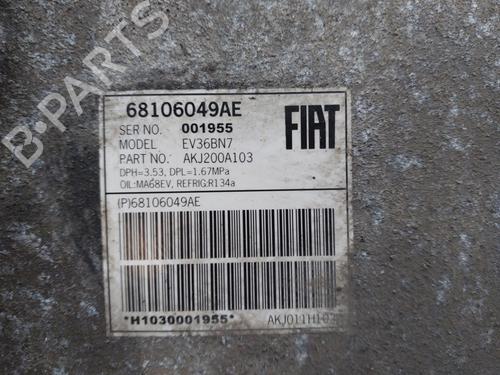 B-PARTS
68106049AE
FIAT
SER NO. 001955
MODEL EV36BN7
PART NO. AKJ200A103
DPH=3.53, DPL=1.67MPa
OIL:MA68EV, REFRIG:R134a
(P)68106049AE
*H1030001955* AKJ011H103